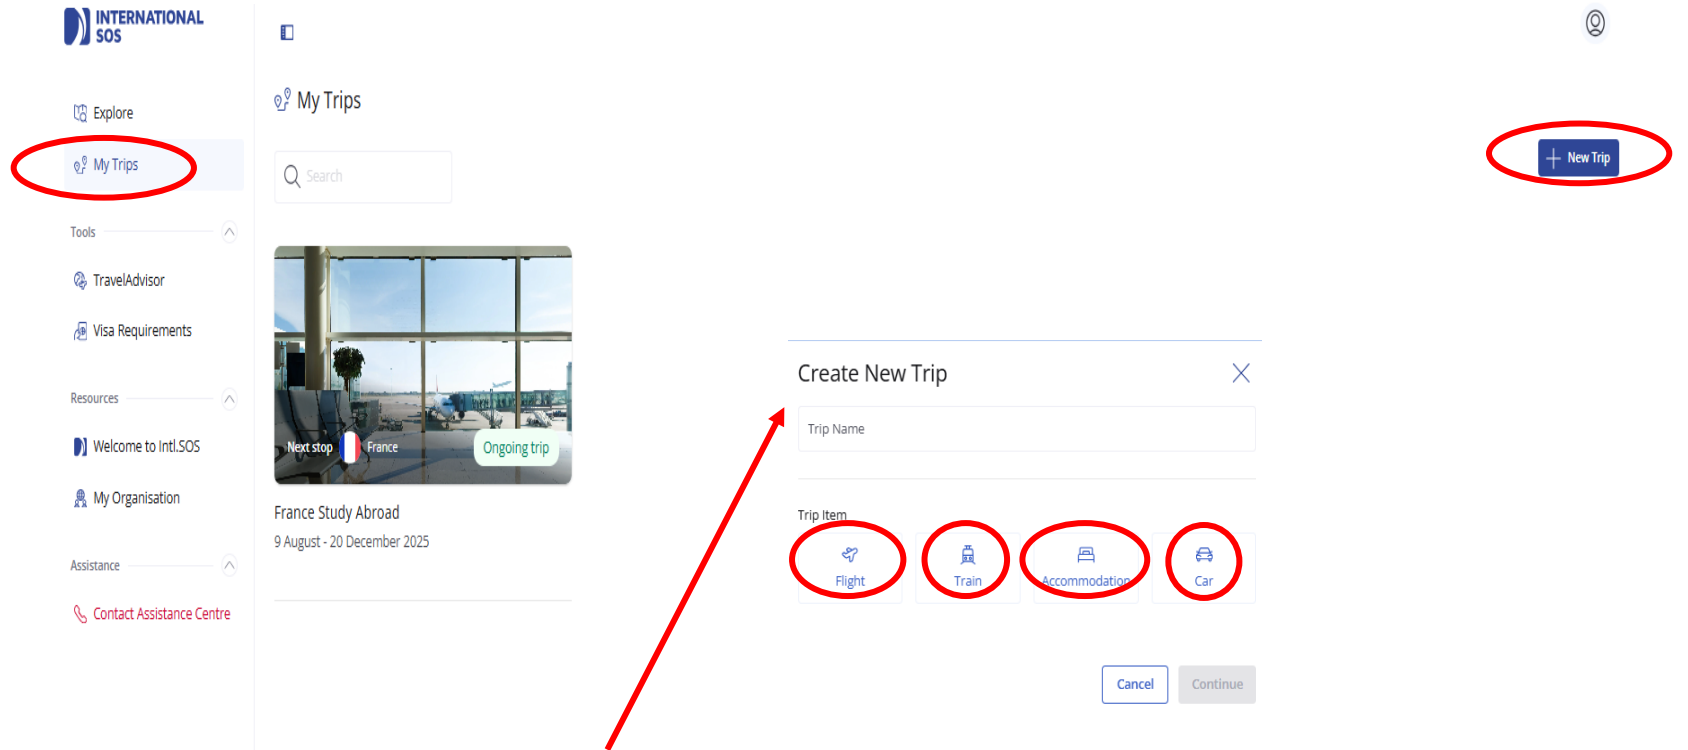 INTERNATIONAL
SOS
Explore
My Trips
Tools
TravelAdvisor
Visa Requirements
Resources
Welcome to Intl.SOS
My Organisation
Assistance
Contact Assistance Centre
My Trips
Search
New Trip
Next stop France
Ongoing trip
France Study Abroad
9 August - 20 December 2025
Create New Trip
Trip Name
Trip Item
Flight
Train
Accommodation
Car
Cancel
Continue